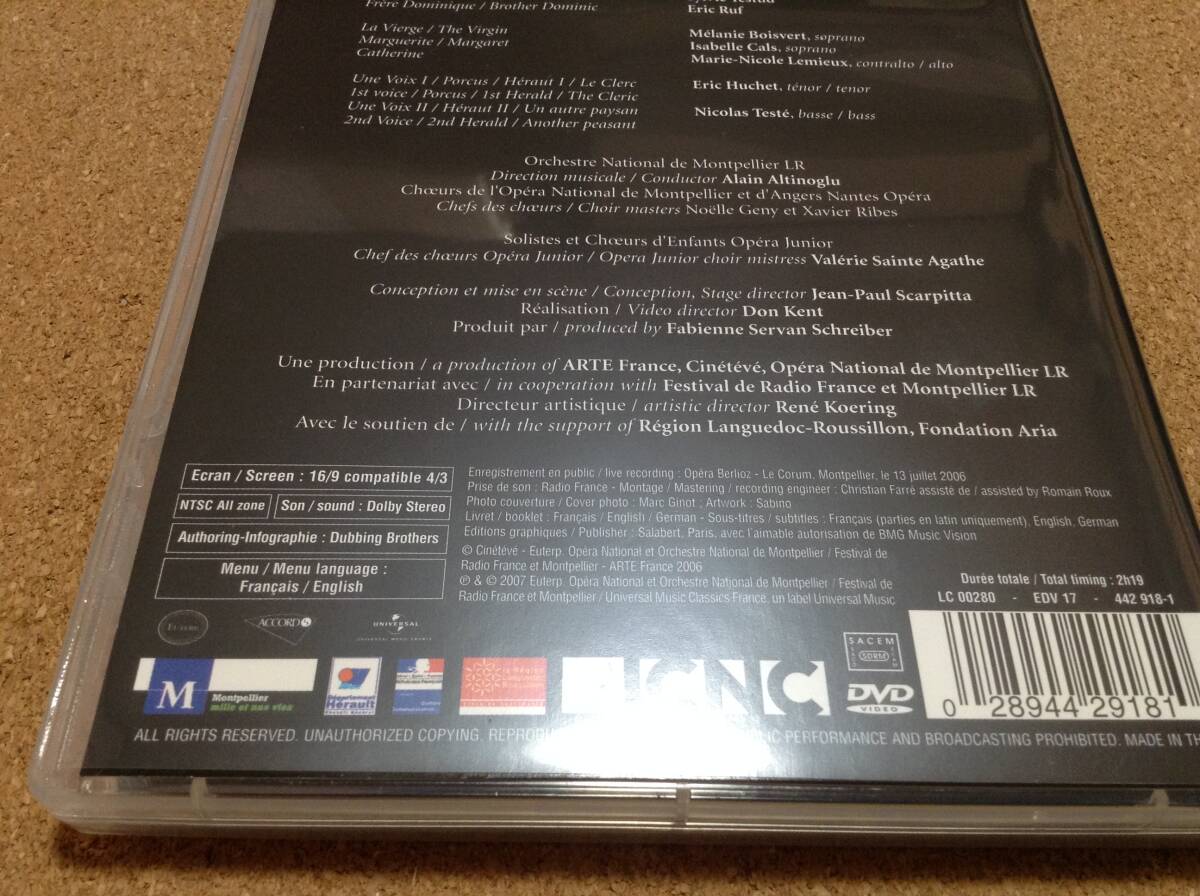 Frère Dominique / Brother Dominic
Eric Ruf
La Vierge / The Virgin
Mélanie Boisvert, soprano
Marguerite / Margaret
Isabelle Cals, soprano
Catherine
Marie-Nicole Lemieux, contralto / alto
Une Voix I / Porcus / Héraut I / Le Clerc
Eric Huchet, ténor / tenor
1st voice / Porcus / 1st Herald / The Cleric
Une Voix II / Héraut II / Un autre paysan
Nicolas Testé, basse / bass
2nd Voice / 2nd Herald / Another peasant
Orchestre National de Montpellier LR
Direction musicale / Conductor Alain Altinoglu
Chœurs de l'Opéra National de Montpellier et d'Angers Nantes Opéra
Chefs des chœurs / Choir masters Noëlle Geny et Xavier Ribes
Solistes et Chœurs d'Enfants Opéra Junior
Chef des chœurs Opéra Junior / Opera Junior choir mistress Valérie Sainte Agathe
Conception et mise en scène / Conception, Stage director Jean-Paul Scarpitta
Réalisation / Video director Don Kent
Produit par / produced by Fabienne Servan Schreiber
Une production / a production of ARTE France, Cinétévé, Opéra National de Montpellier LR
En partenariat avec / in cooperation with Festival de Radio France et Montpellier LR
Directeur artistique / artistic director René Koering
Avec le soutien de / with the support of Région Languedoc-Roussillon, Fondation Aria
Ecran / Screen : 16/9 compatible 4/3
NTSC All zone
Son / sound : Dolby Stereo
Authoring-Infographie : Dubbing Brothers
Menu / Menu language :
Français / English
Enregistrement en public / live recording : Opéra Berlioz - Le Corum, Montpellier, le 13 juillet 2006
Prise de son : Radio France - Montage / Mastering / recording engineer : Christian Farrè assisté de / assisted by Romain Roux
Photo couverture / Cover photo : Marc Ginot ; Artwork : Sabino
Livret / booklet : Français / English / German - Sous-titres / subtitles : Français (parties en latin uniquement), English, German
Editions graphiques / Publisher : Salabert, Paris, avec l'aimable autorisation de BMG Music Vision
© Cinétévé - Euterp. Opéra National et Orchestre National de Montpellier / Festival de
Radio France et Montpellier - ARTE France 2006
℗ & © 2007 Euterp. Opéra National et Orchestre National de Montpellier / Festival de
Radio France et Montpellier / Universal Music Classics France, un label Universal Music
Durée totale / Total timing : 2h19
LC 00280 - EDV 17 - 442 918-1
ACCORD
UNIVERSAL
SACEM
SDRM
M
Montpellier
mille et une vies
Département
Hérault
CNC
DVD
VIDEO
0 28944 29181
ALL RIGHTS RESERVED. UNAUTHORIZED COPYING, PERFORMANCE AND BROADCASTING PROHIBITED. MADE IN